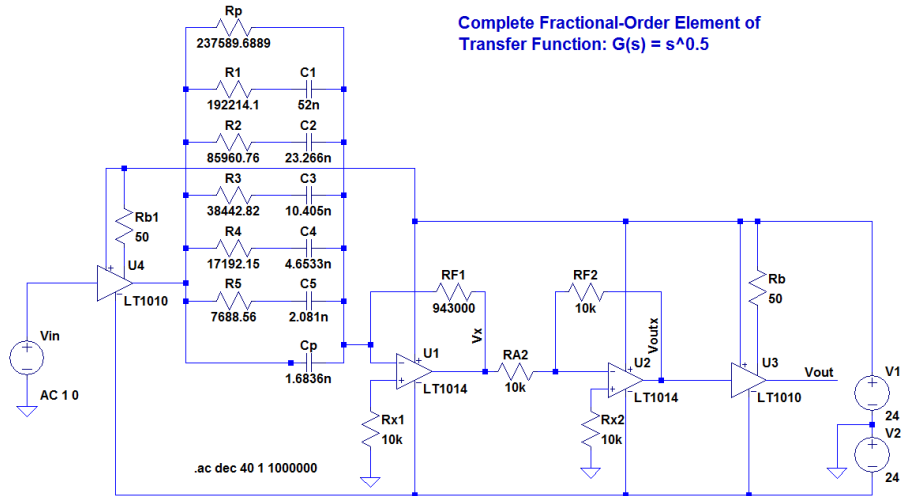 Complete Fractional-Order Element of
Transfer Function: G(s) = s^0.5
Rp
237589.6889
R1
C1
192214.1
52n
R2
C2
85960.76
23.266n
R3
C3
38442.82
10.405n
R4
C4
17192.15
4.6533n
R5
C5
7688.56
2.081n
Cp
1.6836n
Rb1
50
U4
LT1010
Vin
AC 1 0
RF1
943000
Vx
U1
LT1014
Rx1
10k
RA2
10k
RF2
10k
Voutx
U2
LT1014
Rx2
10k
Rb
50
U3
LT1010
Vout
V1
24
V2
24
.ac dec 40 1 1000000